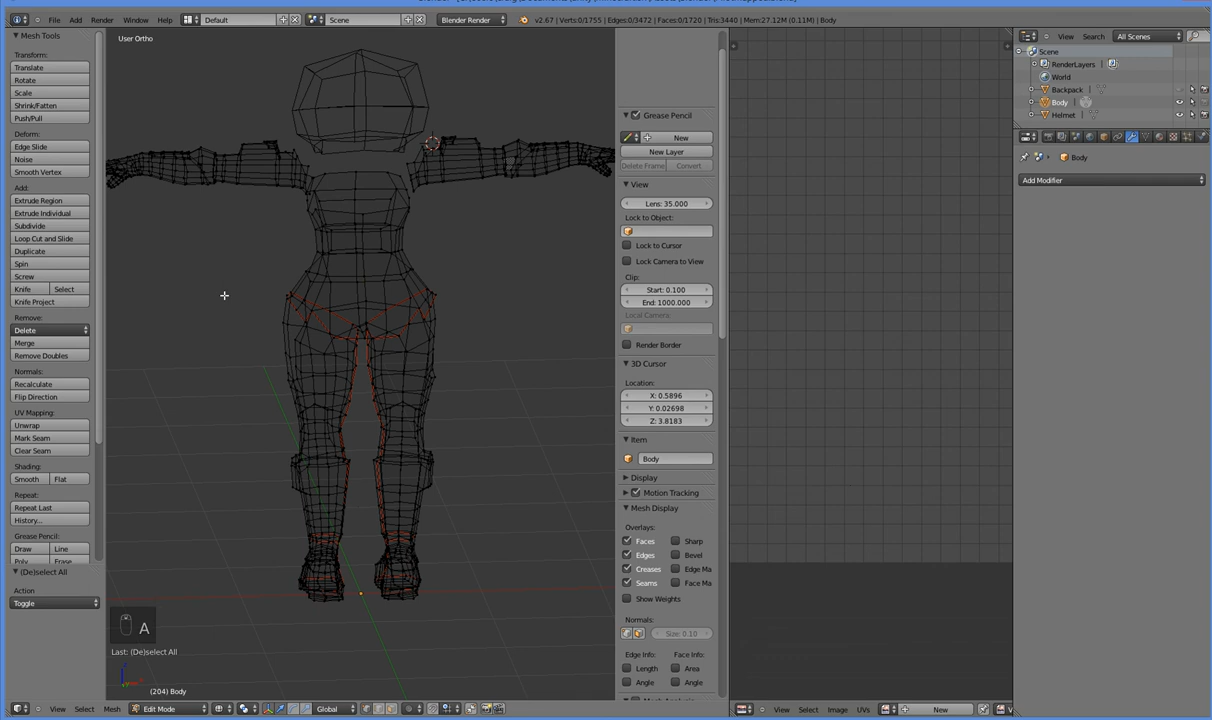 File Add Render Window Help Default Scene Blender Render v2.67 | Verts:0/1755 | Edges:0/3472 | Faces:0/1720 | Tris:3440 | Mem:27.12M (0.11M) | Body
Mesh Tools
Transform:
Translate
Rotate
Scale
Shrink/Fatten
Push/Pull
Deform:
Edge Slide
Noise
Smooth Vertex
Add:
Extrude Region
Extrude Individual
Subdivide
Loop Cut and Slide
Duplicate
Spin
Screw
Knife Select
Knife Project
Remove:
Delete
Merge
Remove Doubles
Normals:
Recalculate
Flip Direction
UV Mapping:
Unwrap
Mark Seam
Clear Seam
Shading:
Smooth Flat
Repeat:
Repeat Last
History...
Grease Pencil:
Draw Line
Poly Erase
(De)select All
Action
Toggle
User Ortho
A
Last: (De)select All
(204) Body
View Select Mesh Edit Mode Global
Grease Pencil
New
New Layer
Delete Frame Convert
View
Lens: 35.000
Lock to Object:
Lock to Cursor
Lock Camera to View
Clip:
Start: 0.100
End: 1000.000
Local Camera:
Render Border
3D Cursor
Location:
X: 0.5896
Y: 0.02698
Z: 3.8183
Item
Body
Display
Motion Tracking
Mesh Display
Overlays:
Faces Sharp
Edges Bevel
Creases Edge Ma
Seams Face Ma
Show Weights
Normals:
Size: 0.10
Edge Info: Face Info:
Length Area
Angle Angle
View Select Image UVs New
View Search All Scenes
Scene
RenderLayers
World
Backpack
Body
Helmet
Body
Add Modifier